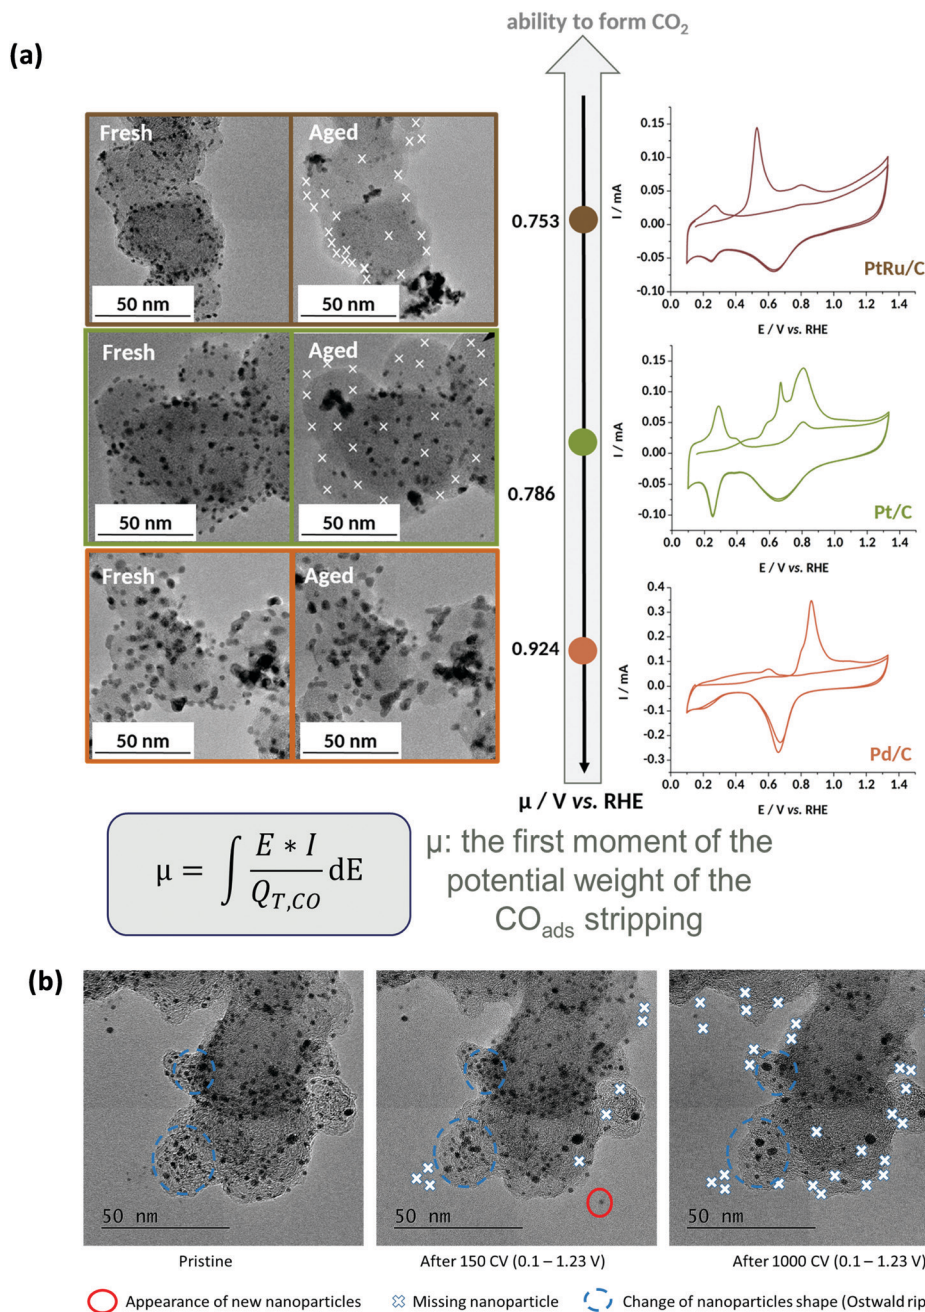 ability to form CO₂
(a)
Fresh
Aged
50 nm
50 nm
0.753
0.15
0.10
0.05
0.00
-0.05
-0.10
I / mA
0.0 0.2 0.4 0.6 0.8 1.0 1.2 1.4
E / V vs. RHE
PtRu/C
Fresh
Aged
50 nm
50 nm
0.786
0.15
0.10
0.05
0.00
-0.05
-0.10
I / mA
0.0 0.2 0.4 0.6 0.8 1.0 1.2 1.4
E / V vs. RHE
Pt/C
Fresh
Aged
50 nm
50 nm
0.924
0.4
0.3
0.2
0.1
0.0
-0.1
-0.2
-0.3
I / mA
0.0 0.2 0.4 0.6 0.8 1.0 1.2 1.4
E / V vs. RHE
Pd/C
μ / V vs. RHE
μ = ∫ E * I / Q_{T,CO} dE
μ: the first moment of the
potential weight of the
CO_{ads} stripping
(b)
50 nm
50 nm
50 nm
Pristine
After 150 CV (0.1 – 1.23 V)
After 1000 CV (0.1 – 1.23 V)
Appearance of new nanoparticles
Missing nanoparticle
Change of nanoparticles shape (Ostwald rip